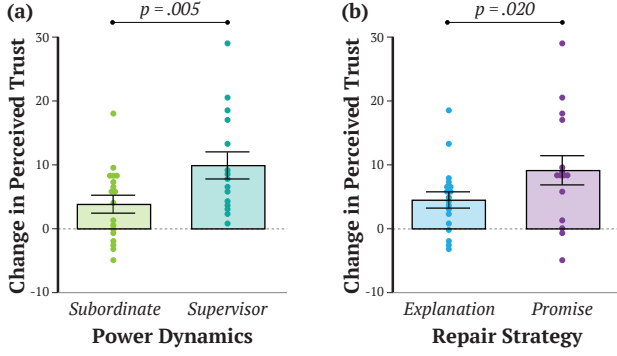 (a)
p = .005
Change in Perceived Trust
30
20
10
0
-10
Subordinate Supervisor
Power Dynamics
(b)
p = .020
Change in Perceived Trust
30
20
10
0
-10
Explanation Promise
Repair Strategy